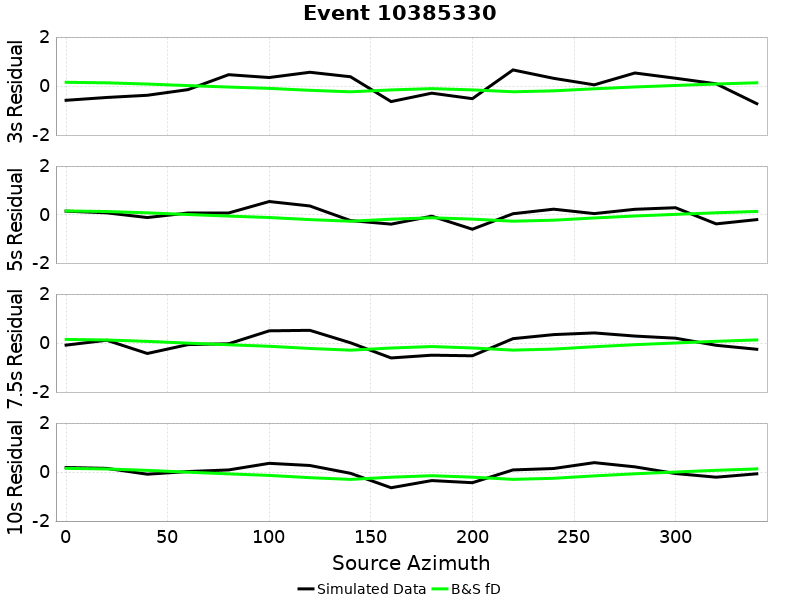 Event 10385330
3s Residual
2
0
-2
5s Residual
2
0
-2
7.5s Residual
2
0
-2
10s Residual
2
0
-2
0 50 100 150 200 250 300
Source Azimuth
Simulated Data B&S fD